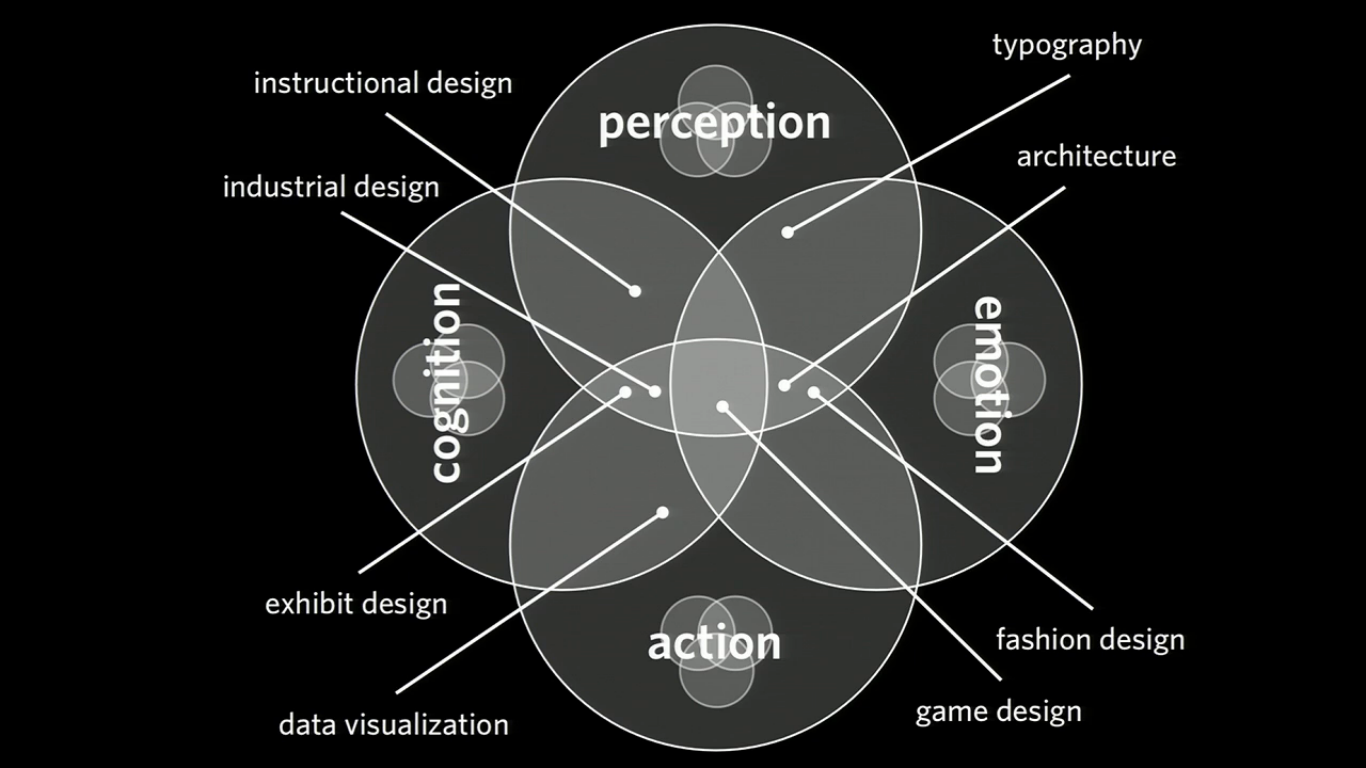 typography
instructional design
perception
architecture
industrial design
cognition
emotion
exhibit design
action
fashion design
game design
data visualization